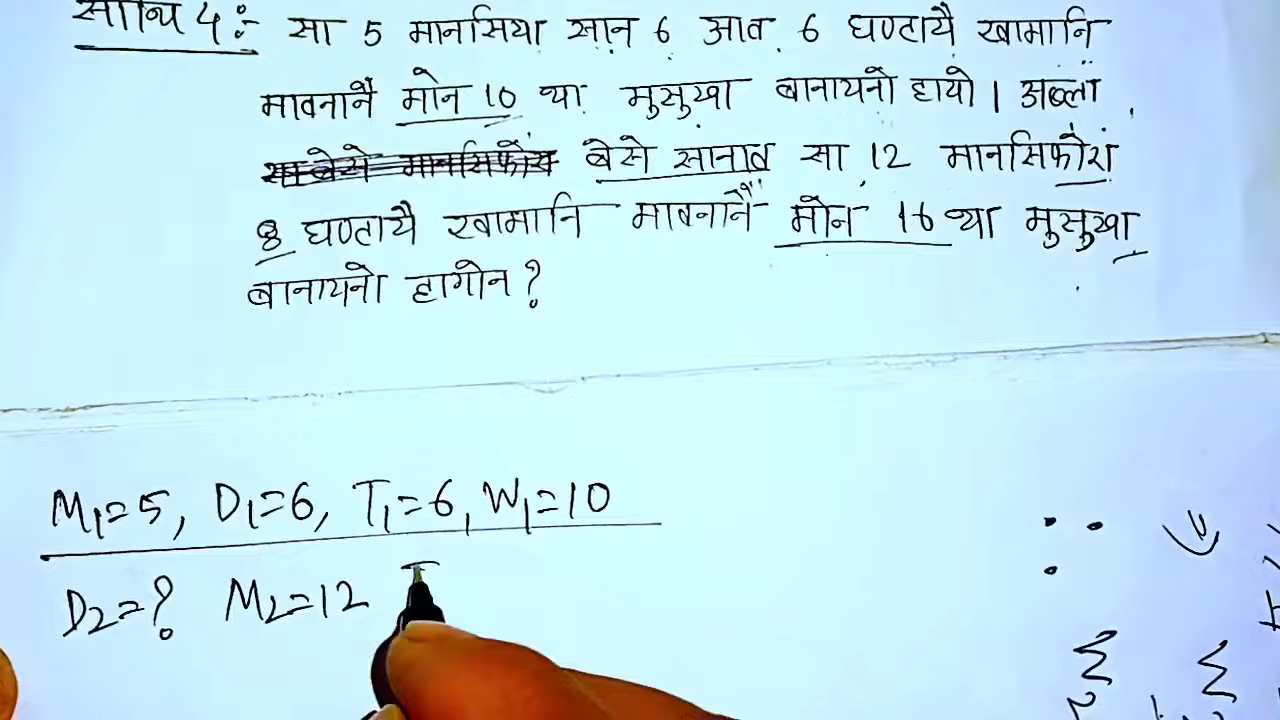 साथि 4:- सा 5 मानसिया सान 6 आव 6 घण्टायै खामानि
मावनानै मोन 10 था मुसुखा बानायनो हायो। अब्ला
बेसे सानाव सा 12 मानसिफोरा
8 घण्टायै खामानि मावनानै मोन 16 था मुसुखा
बानायनो हागोन?
M₁=5, D₁=6, T₁=6, W₁=10
D₂=? M₂=12 T